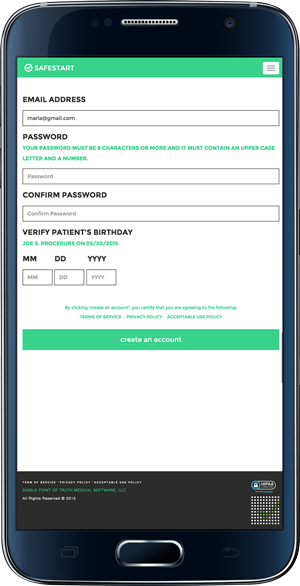 SAFESTART
EMAIL ADDRESS
maria@gmail.com
PASSWORD
YOUR PASSWORD MUST BE 8 CHARACTERS OR MORE AND IT MUST CONTAIN AN UPPER CASE
LETTER AND A NUMBER.
Password
CONFIRM PASSWORD
Confirm Password
VERIFY PATIENT'S BIRTHDAY
JOE S. PROCEDURE ON 05/20/2015
MM DD YYYY
MM DD YYYY
By clicking "create an account", you certify that you are agreeing to the following.
TERMS OF SERVICE PRIVACY POLICY ACCEPTABLE USE POLICY
create an account
TERM OF SERVICE · PRIVACY POLICY · ACCEPTABLE USE POLICY
SINGLE POINT OF TRUTH MEDICAL SOFTWARE, LLC
All Rights Reserved © 2015
HIPAA